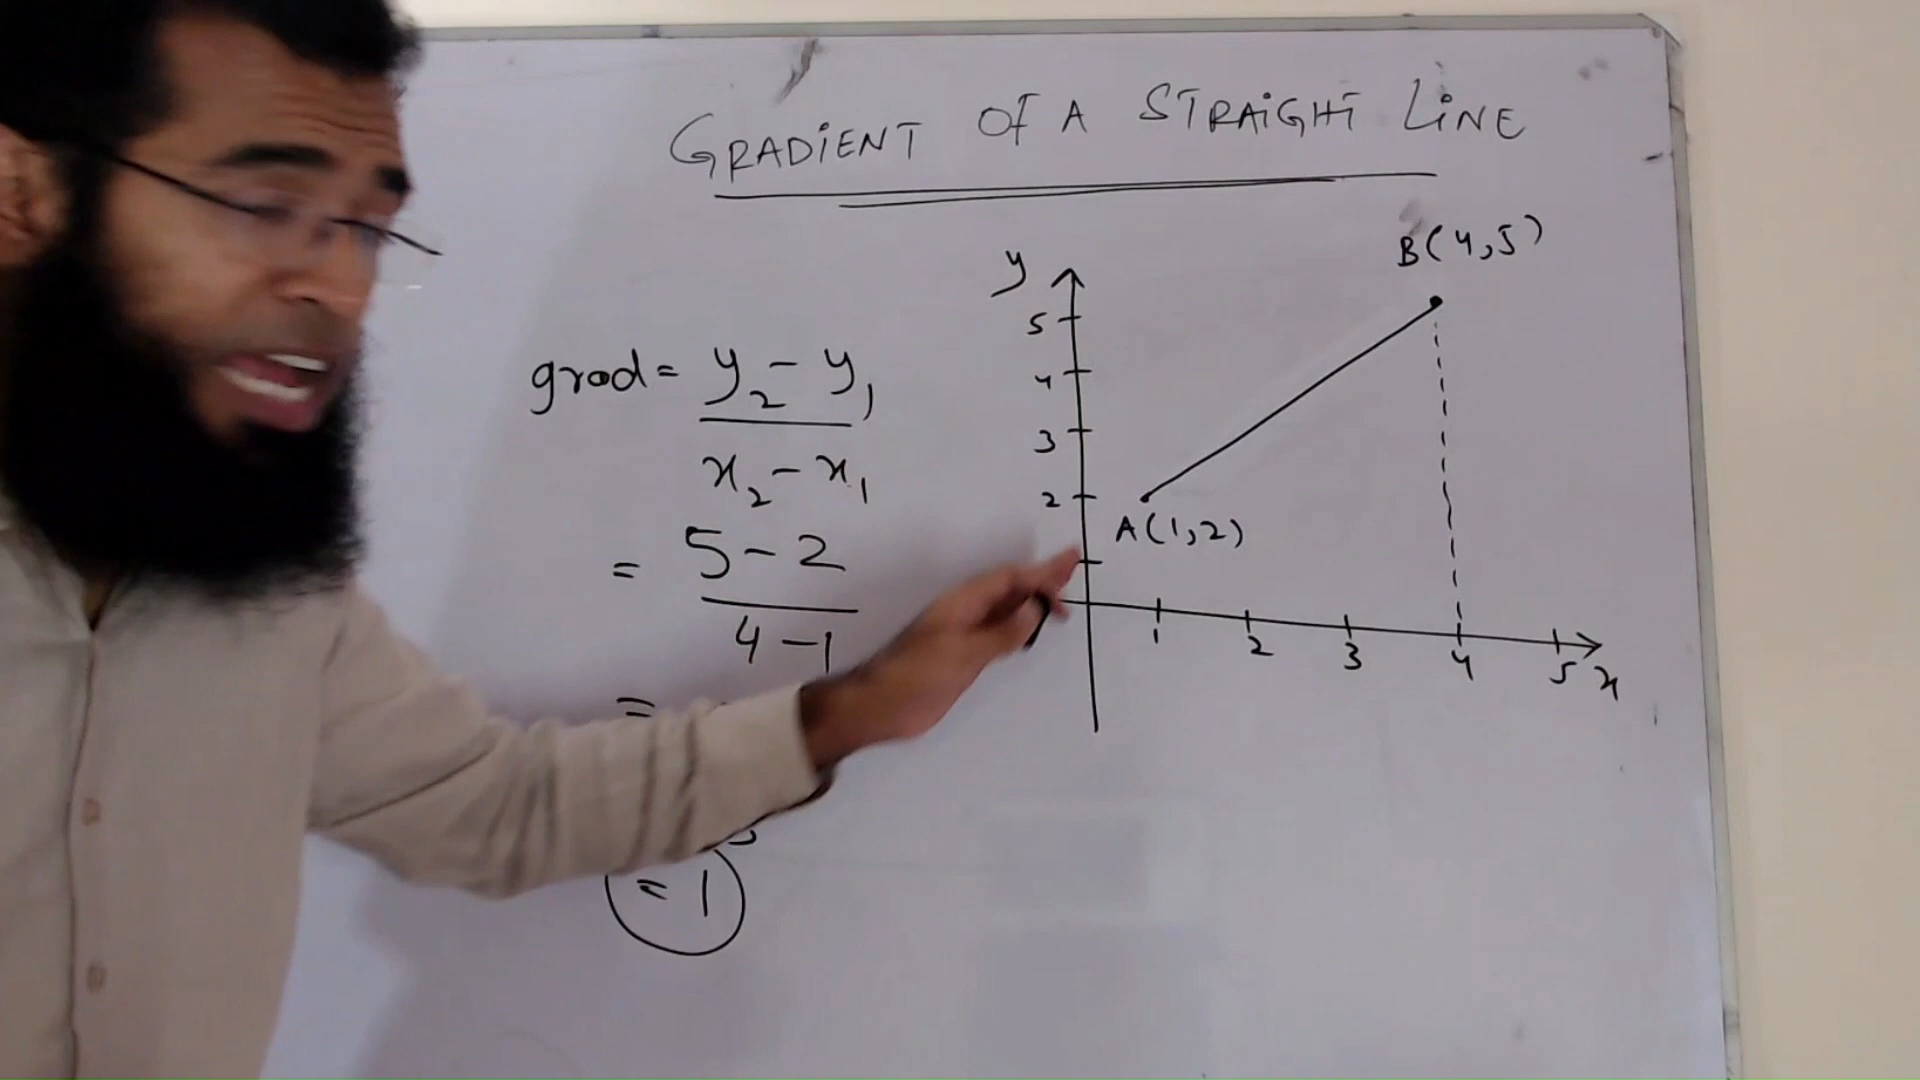 GRADiENT OF A STRAiGHT LiNE
grad = y₂ - y₁
x₂ - x₁
= 5 - 2
4 - 1
=
= 1
y
5
4
3
2
B(4,5)
A(1,2)
1 2 3 4 5 x